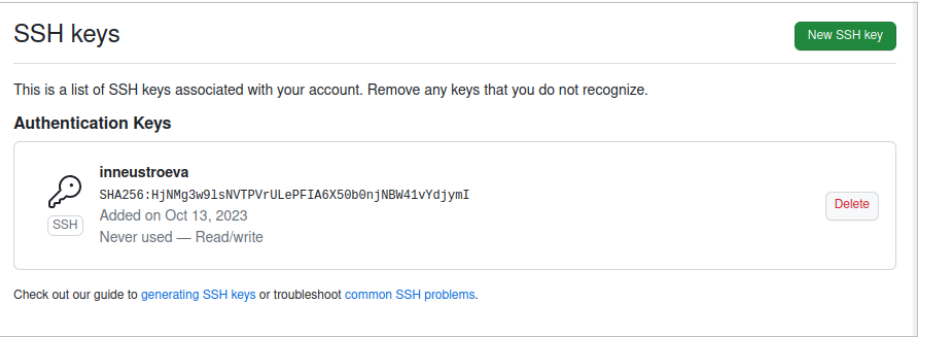 SSH keys
New SSH key
This is a list of SSH keys associated with your account. Remove any keys that you do not recognize.
Authentication Keys
inneustroeva
SHA256:HjNMg3w9lsNVTPVrULePFIA6X50b0njNBW41vYdjymI
Added on Oct 13, 2023
Never used — Read/write
SSH
Delete
Check out our guide to generating SSH keys or troubleshoot common SSH problems.